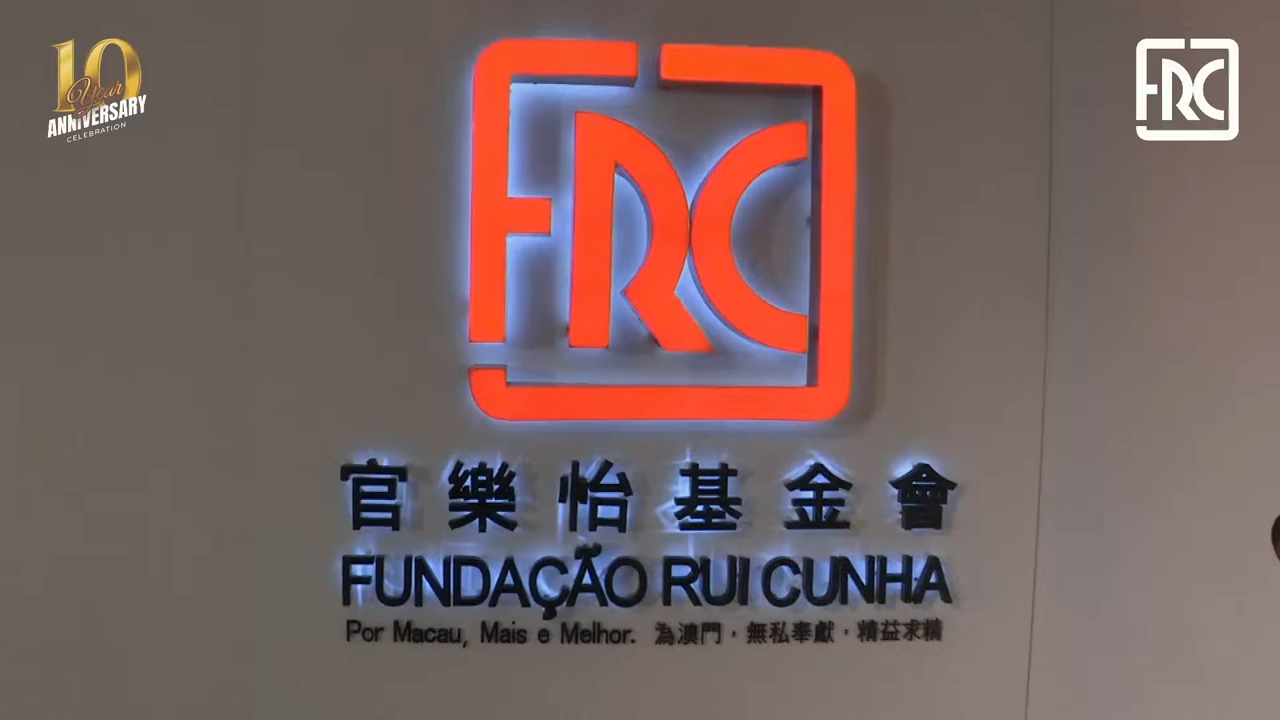 10
Year
ANNIVERSARY
CELEBRATION
FRC
FRC
官樂怡基金會
FUNDAÇÃO RUI CUNHA
Por Macau, Mais e Melhor. 為澳門，無私奉獻，精益求精